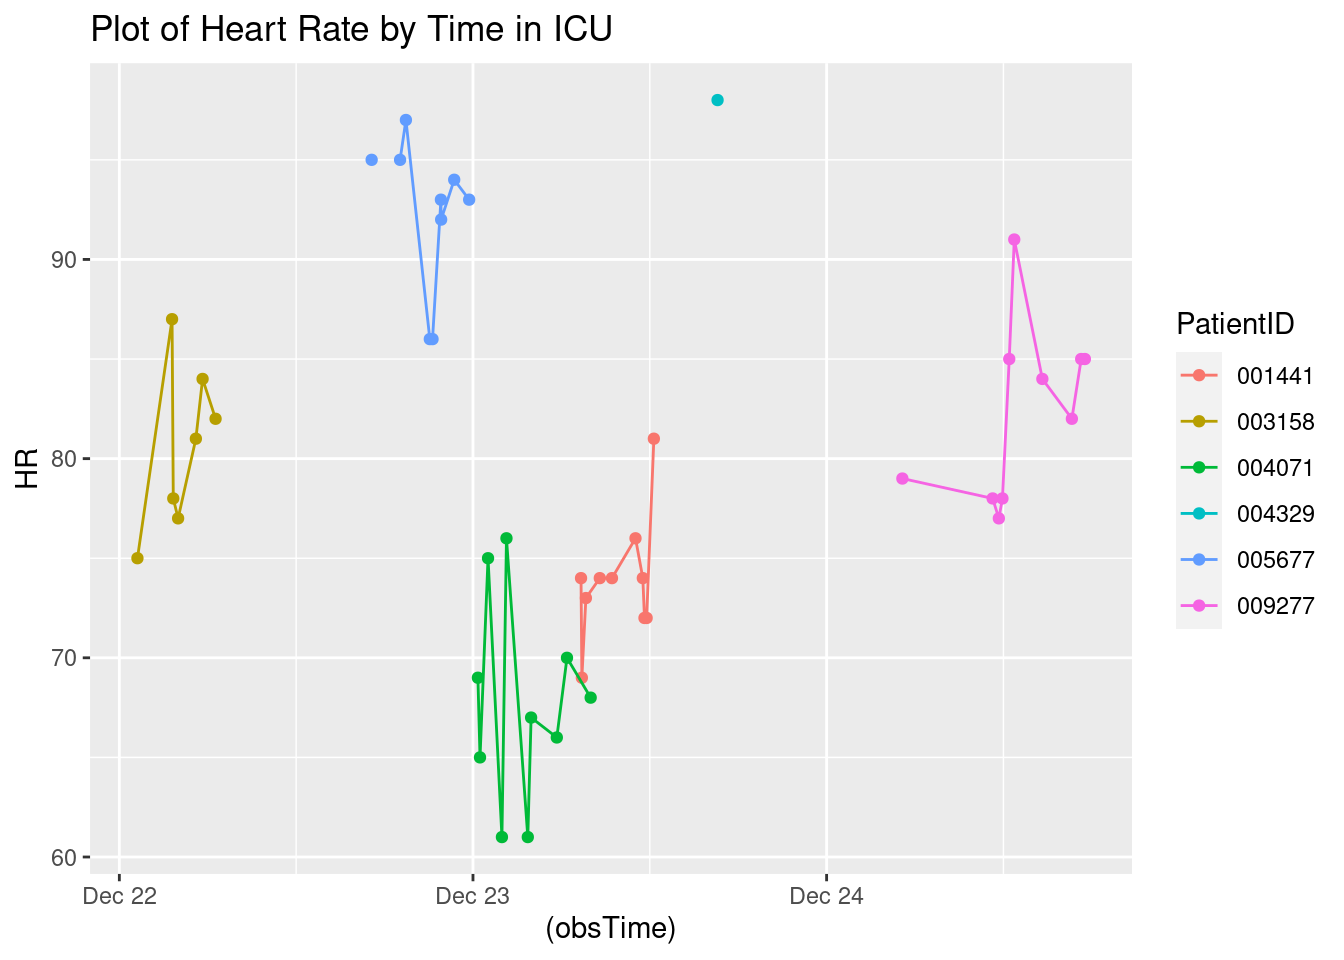 Plot of Heart Rate by Time in ICU
HR
90
80
70
60
Dec 22
Dec 23
Dec 24
(obsTime)
PatientID
001441
003158
004071
004329
005677
009277